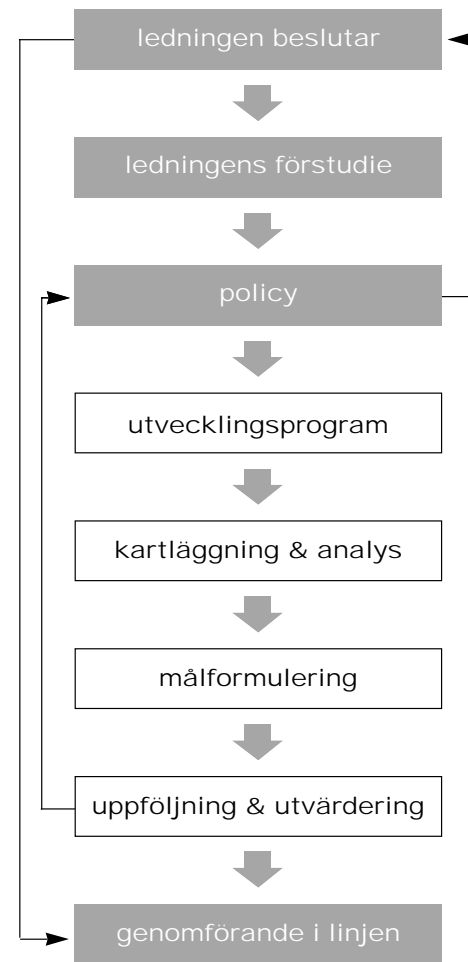 ledningen beslutar
ledningens förstudie
policy
utvecklingsprogram
kartläggning & analys
målformulering
uppföljning & utvärdering
genomförande i linjen